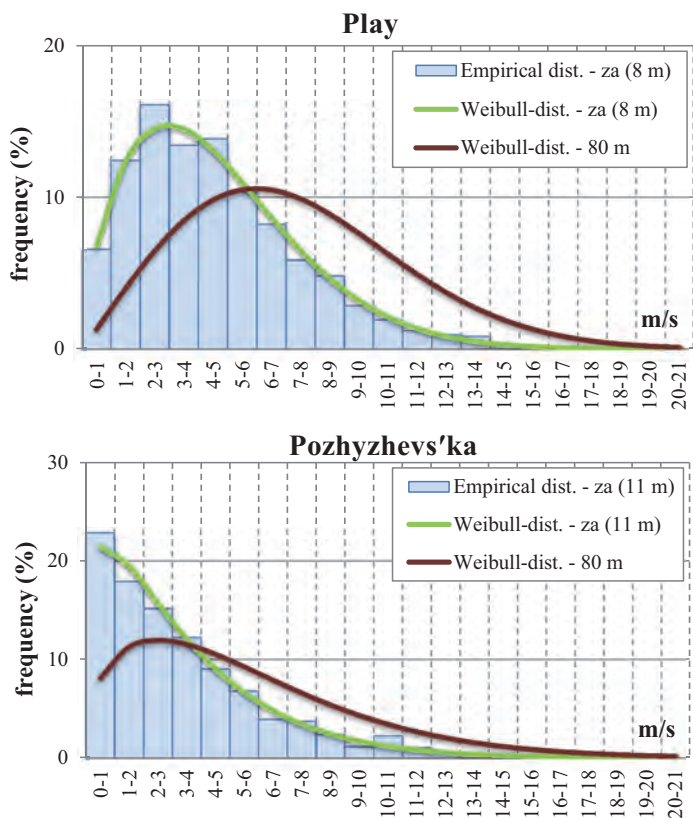 Play
20
10
0
frequency (%)
Empirical dist. - za (8 m)
Weibull-dist. - za (8 m)
Weibull-dist. - 80 m
m/s
0-1 1-2 2-3 3-4 4-5 5-6 6-7 7-8 8-9 9-10 10-11 11-12 12-13 13-14 14-15 15-16 16-17 17-18 18-19 19-20 20-21
Pozhyzhevs′ka
30
20
10
0
frequency (%)
Empirical dist. - za (11 m)
Weibull-dist. - za (11 m)
Weibull-dist. - 80 m
m/s
0-1 1-2 2-3 3-4 4-5 5-6 6-7 7-8 8-9 9-10 10-11 11-12 12-13 13-14 14-15 15-16 16-17 17-18 18-19 19-20 20-21